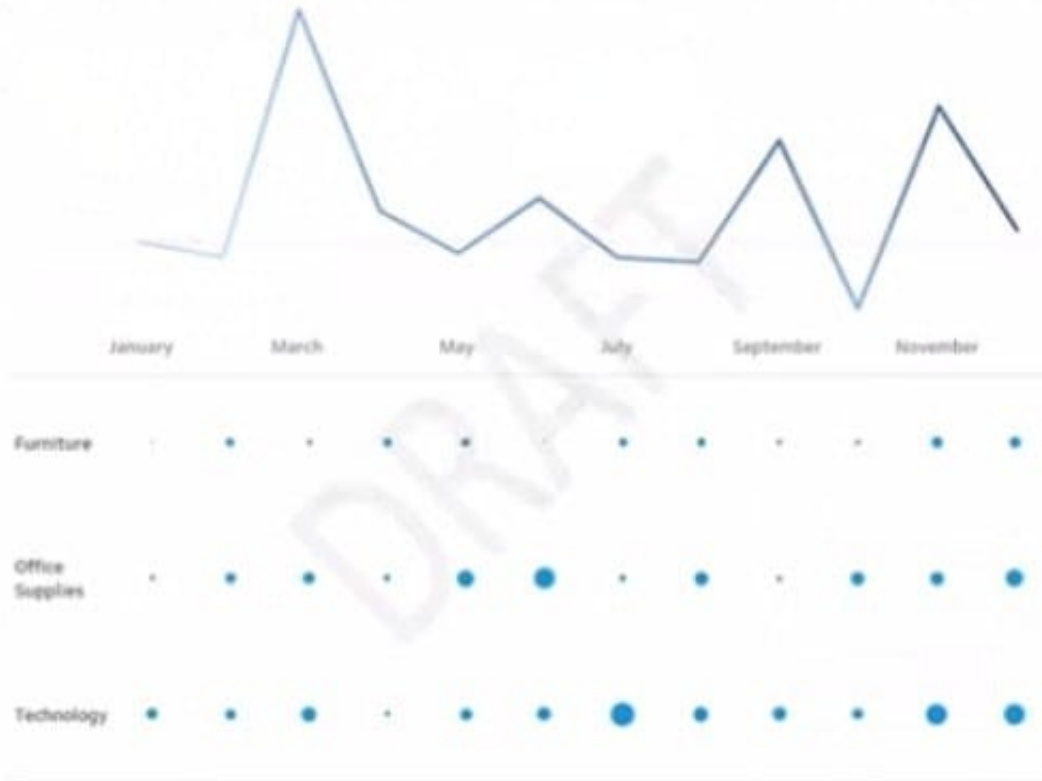 January March May July September November
Furniture
Office
Supplies
Technology
DRAFT